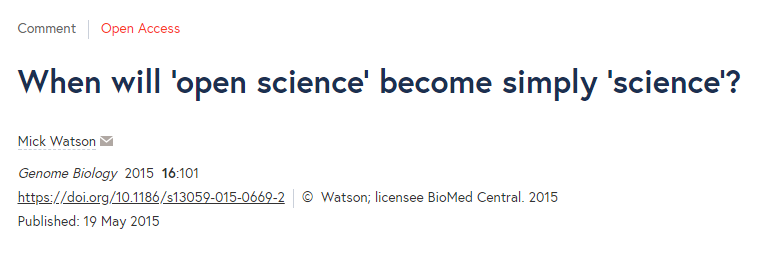 Comment | Open Access
When will 'open science' become simply 'science'?
Mick Watson
Genome Biology 2015 16:101
https://doi.org/10.1186/s13059-015-0669-2 | © Watson; licensee BioMed Central. 2015
Published: 19 May 2015